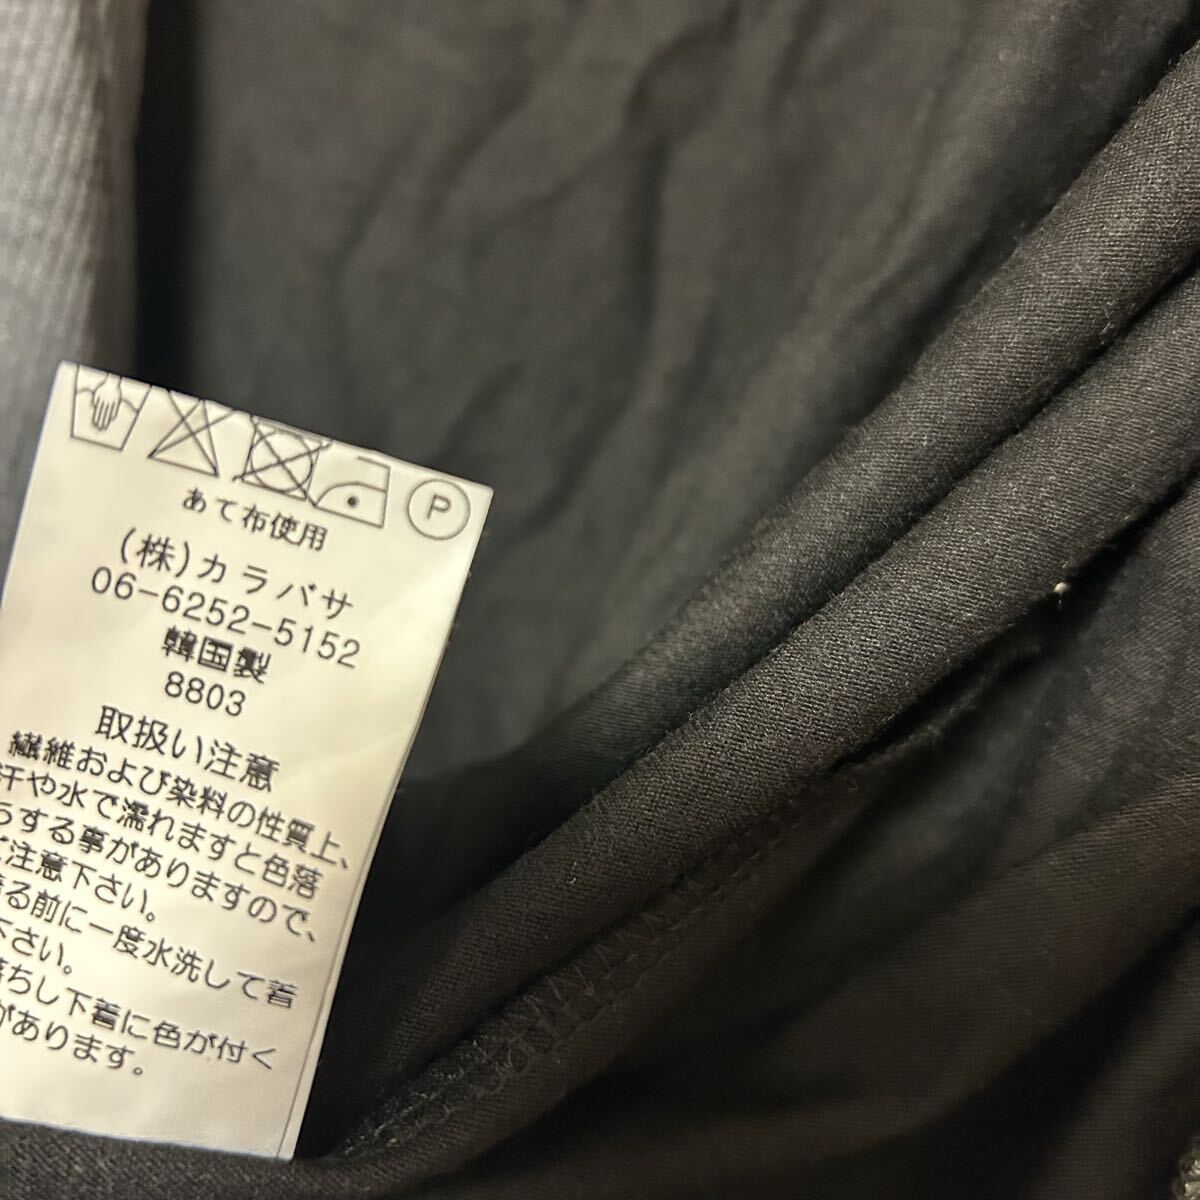 P
あて布使用
(株)カラバサ
06-6252-5152
韓国製
8803
取扱い注意
繊維および染料の性質上、
汗や水で濡れますと色落
する事がありますので、
注意下さい。
る前に一度水洗して着
下さい。
落ちし下着に色が付く
があります。